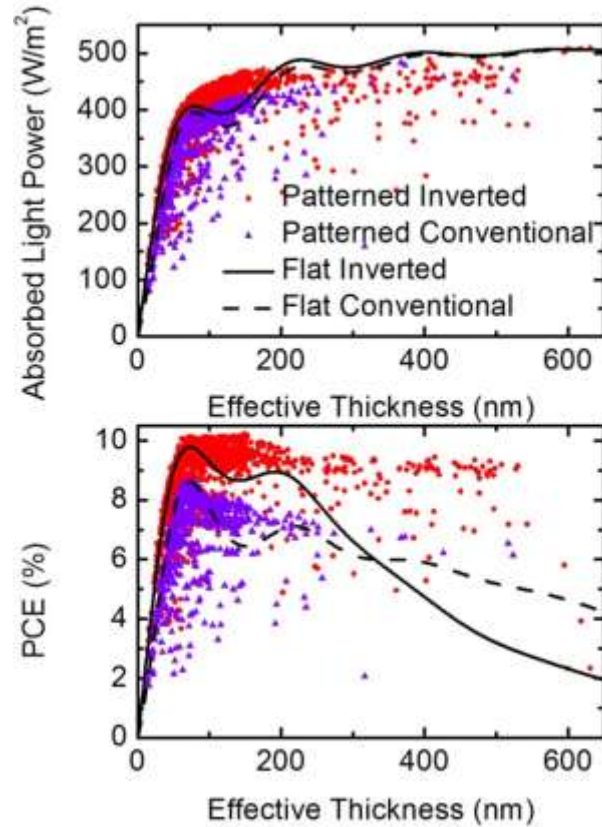 Absorbed Light Power (W/m²)
500
400
300
200
100
0
Patterned Inverted
Patterned Conventional
Flat Inverted
Flat Conventional
0 200 400 600
Effective Thickness (nm)
PCE (%)
10
8
6
4
2
0
0 200 400 600
Effective Thickness (nm)